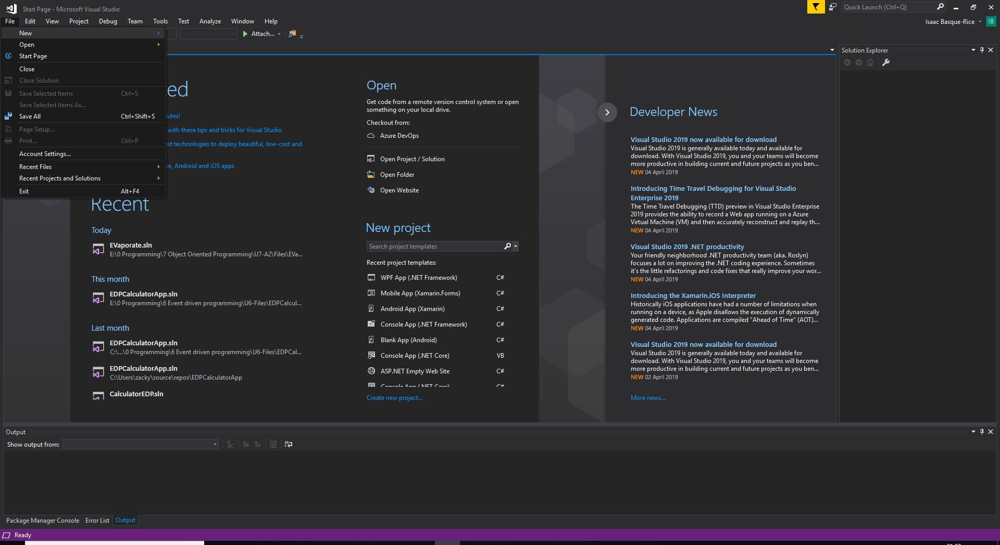 Start Page - Microsoft Visual Studio
Quick Launch (Ctrl+Q)
File Edit View Project Debug Team Tools Test Analyze Window Help
Isaac Basque-Rice IB
Attach...
New
Open
Start Page
Close
Close Solution
Save Selected Items Ctrl+S
Save Selected Items As...
Save All Ctrl+Shift+S
Page Setup...
Print... Ctrl+P
Account Settings...
Recent Files
Recent Projects and Solutions
Exit Alt+F4
with these tips and tricks for Visual Studio
technologies to deploy beautiful, low-cost and
Android and iOS apps
Recent
Today
EVaporate.sln
E:\0 Programming\7 Object Oriented Programming\U7-A2\Files\EVa...
This month
EDPCalculatorApp.sln
E:\0 Programming\6 Event driven programming\U6-Files\EDPCalcul...
Last month
EDPCalculatorApp.sln
C:\...\0 Programming\6 Event driven programming\U6-Files\EDPCal...
EDPCalculatorApp.sln
C:\Users\zacky\source\repos\EDPCalculatorApp
CalculatorEDP.sln
Open
Get code from a remote version control system or open
something on your local drive.
Checkout from:
Azure DevOps
Open Project / Solution
Open Folder
Open Website
New project
Search project templates
Recent project templates:
WPF App (.NET Framework) C#
Mobile App (Xamarin.Forms) C#
Android App (Xamarin) C#
Console App (.NET Framework) C#
Blank App (Android) C#
Console App (.NET Core) VB
ASP.NET Empty Web Site C#
Console App (.NET Core) C#
Create new project...
Developer News
Visual Studio 2019 now available for download
Visual Studio 2019 is generally available today and available for
download. With Visual Studio 2019, you and your teams will become
more productive in building current and future projects as you ben...
NEW 04 April 2019
Introducing Time Travel Debugging for Visual Studio
Enterprise 2019
The Time Travel Debugging (TTD) preview in Visual Studio Enterprise
2019 provides the ability to record a Web app running on a Azure
Virtual Machine (VM) and then accurately reconstruct and replay th...
NEW 04 April 2019
Visual Studio 2019 .NET productivity
Your friendly neighborhood .NET productivity team (aka. Roslyn)
focuses a lot on improving the .NET coding experience. Sometimes
it's the little refactorings and code fixes that really improve your wor...
NEW 04 April 2019
Introducing the Xamarin.iOS Interpreter
Historically iOS applications have had a number of limitations when
running on a device, as Apple disallows the execution of dynamically
generated code. Applications are compiled "Ahead of Time" (AOT)...
NEW 04 April 2019
Visual Studio 2019 now available for download
Visual Studio 2019 is generally available today and available for
download. With Visual Studio 2019, you and your teams will become
more productive in building current and future projects as you ben...
NEW 02 April 2019
More news...
Solution Explorer
Output
Show output from:
Package Manager Console Error List Output
Ready